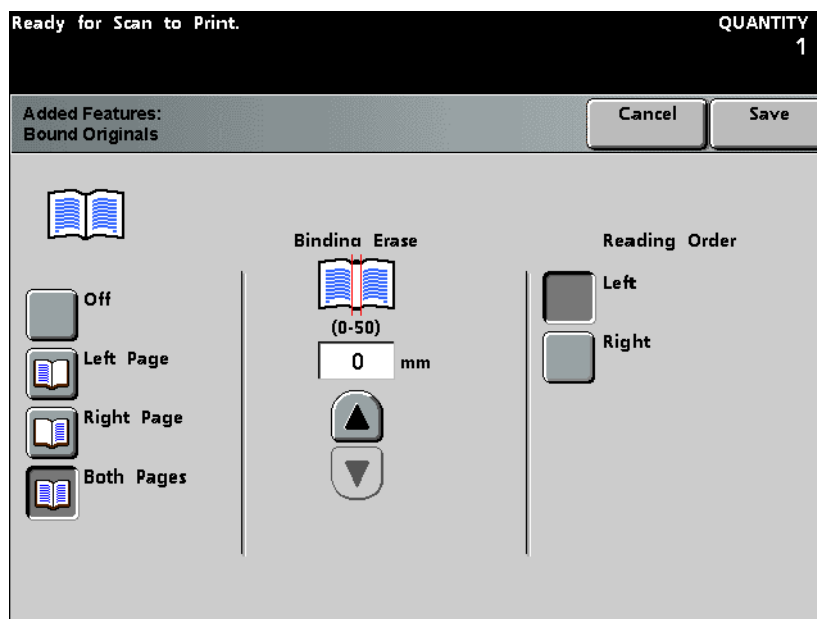 Ready for Scan to Print.
QUANTITY
1
Added Features:
Bound Originals
Cancel
Save
Off
Left Page
Right Page
Both Pages
Binding Erase
(0-50)
0 mm
Reading Order
Left
Right